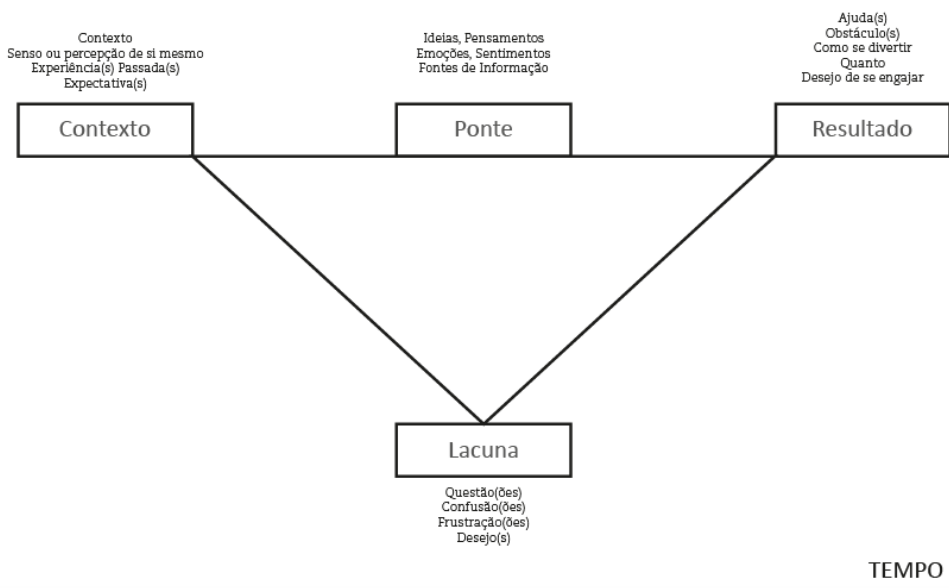 Contexto
Senso ou percepção de si mesmo
Experiência(s) Passada(s)
Expectativa(s)
Contexto
Ideias, Pensamentos
Emoções, Sentimentos
Fontes de Informação
Ponte
Ajuda(s)
Obstáculo(s)
Como se divertir
Quanto
Desejo de se engajar
Resultado
Lacuna
Questão(ões)
Confusão(ões)
Frustração(ões)
Desejo(s)
TEMPO